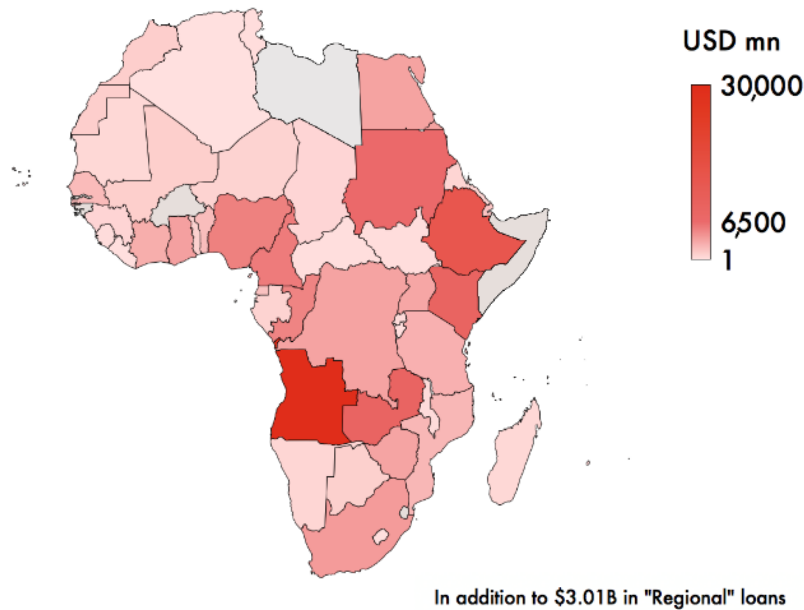 USD mn
30,000
6,500
1
In addition to $3.01B in "Regional" loans